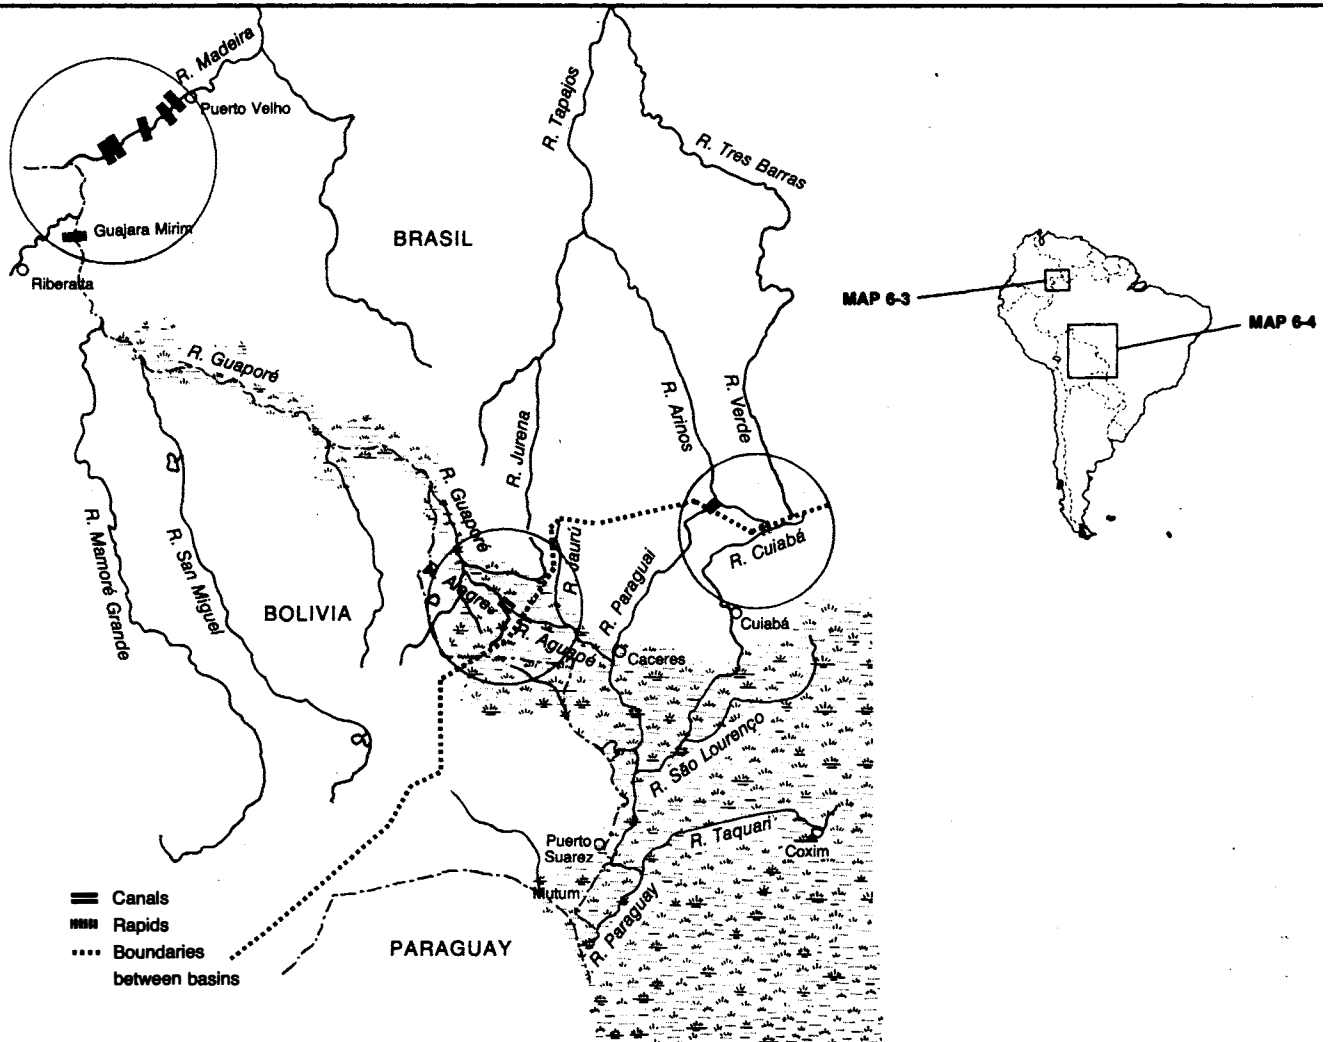 R. Madeira
Puerto Velho
Guajara Mirim
Riberalta
BRASIL
R. Tapajos
R. Tres Barras
MAP 6-3
MAP 6-4
R. Guaporé
R. Jurena
R. Arinos
R. Verde
R. Guaporé
R. Mamoré Grande
R. San Miguel
BOLIVIA
Alegre
R. Jaurú
R. Paraguai
R. Cuiabá
R. Aguapé
Caceres
Cuiabá
R. São Lourenço
R. Taquari
Coxim
Puerto
Suarez
Mutum
R. Paraguay
PARAGUAY
Canals
Rapids
Boundaries
between basins